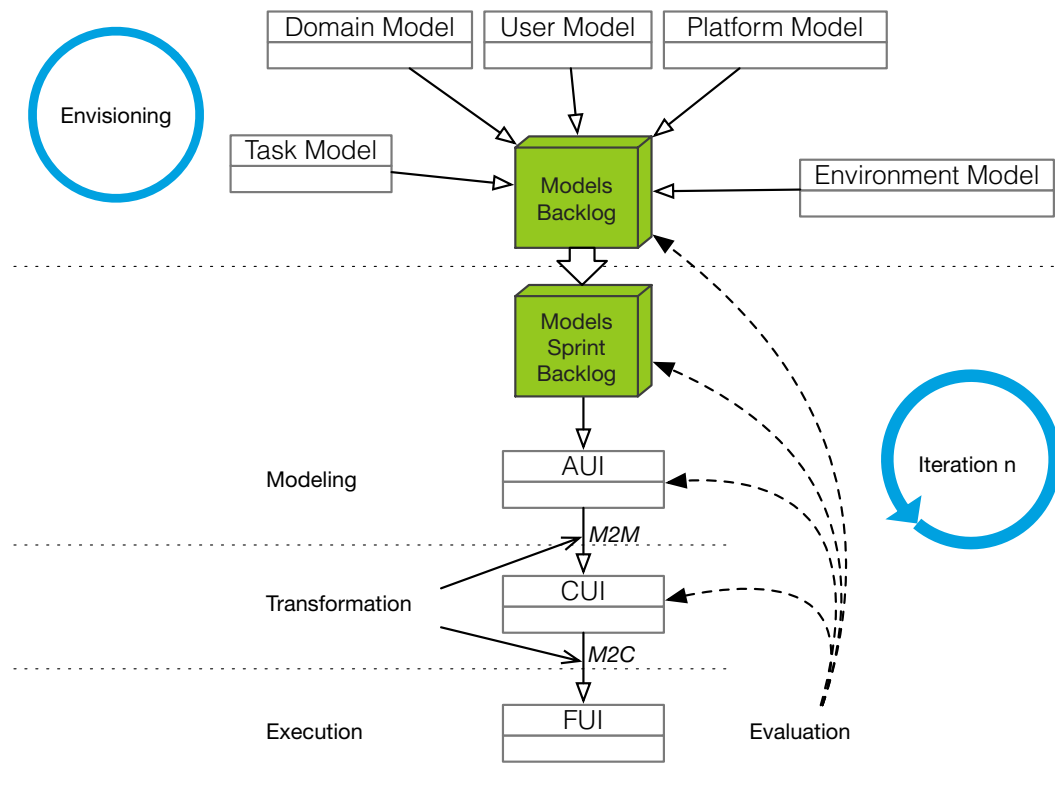 Domain Model
User Model
Platform Model
Envisioning
Task Model
Environment Model
Models
Backlog
Models
Sprint
Backlog
AUI
Modeling
Iteration n
M2M
CUI
Transformation
M2C
FUI
Execution
Evaluation